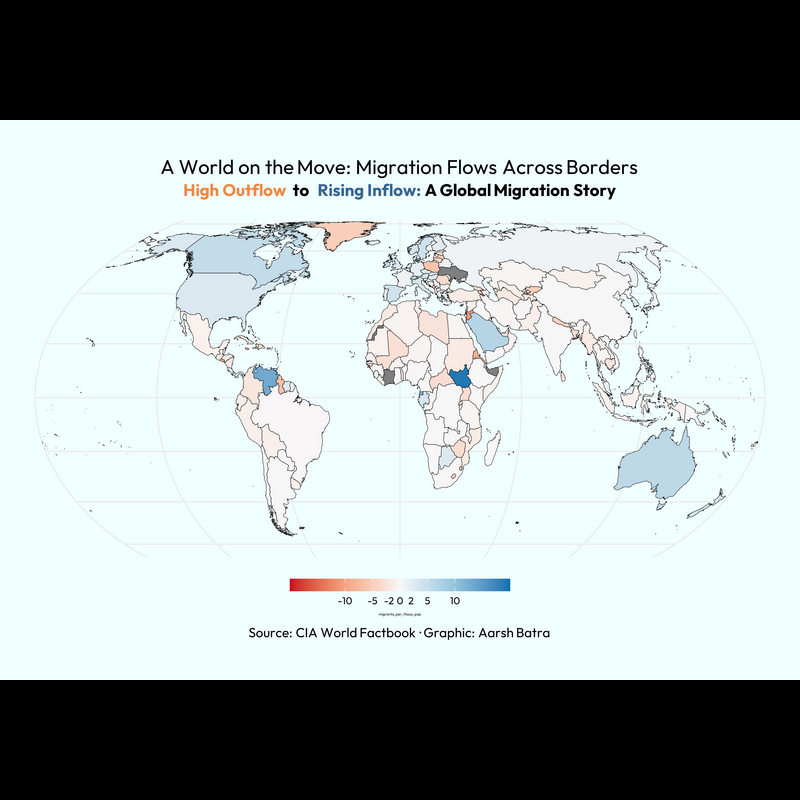 A World on the Move: Migration Flows Across Borders
High Outflow to Rising Inflow: A Global Migration Story
-10 -5 -2 0 2 5 10
migrants_per_thous_pop
Source: CIA World Factbook · Graphic: Aarsh Batra